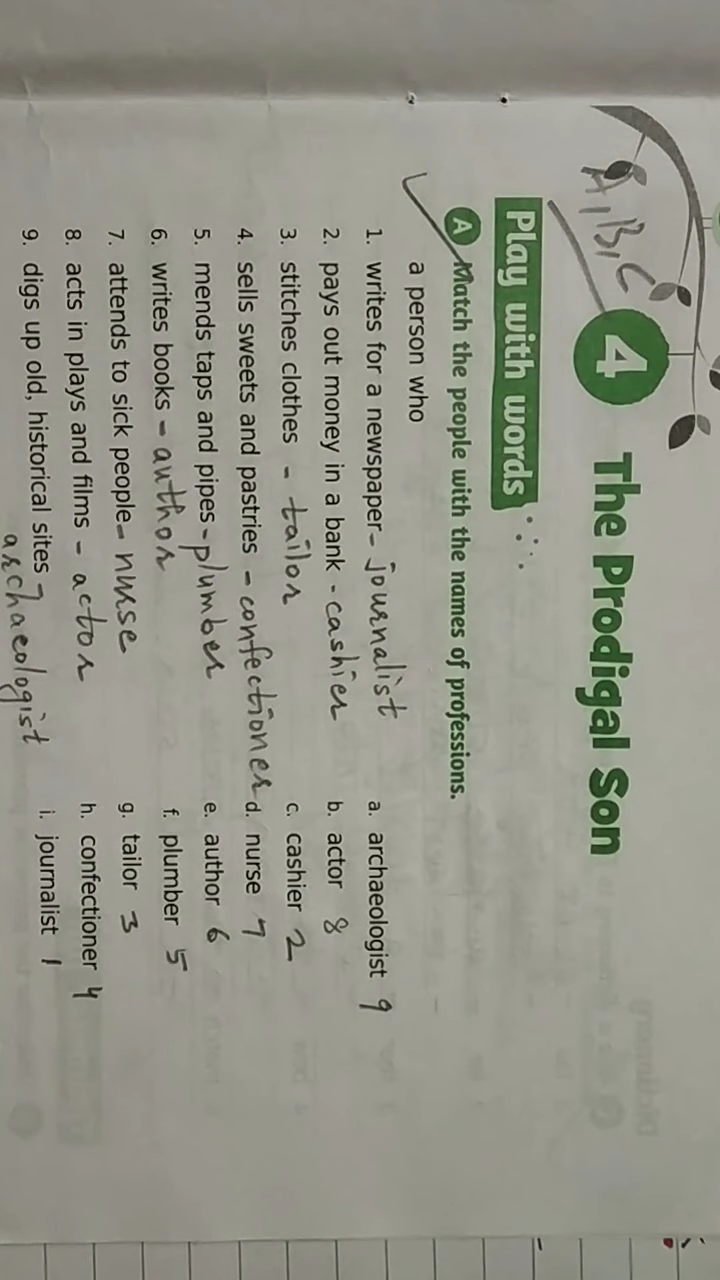 A,B,C
4 The Prodigal Son
Play with words
A Match the people with the names of professions.
a person who
1. writes for a newspaper – journalist a. archaeologist 9
2. pays out money in a bank - cashier b. actor 8
3. stitches clothes - tailor c. cashier 2
4. sells sweets and pastries - confectioner d. nurse 7
5. mends taps and pipes - plumber e. author 6
6. writes books - author f. plumber 5
7. attends to sick people - nurse g. tailor 3
8. acts in plays and films - actor h. confectioner 4
9. digs up old, historical sites - archaeologist i. journalist 1